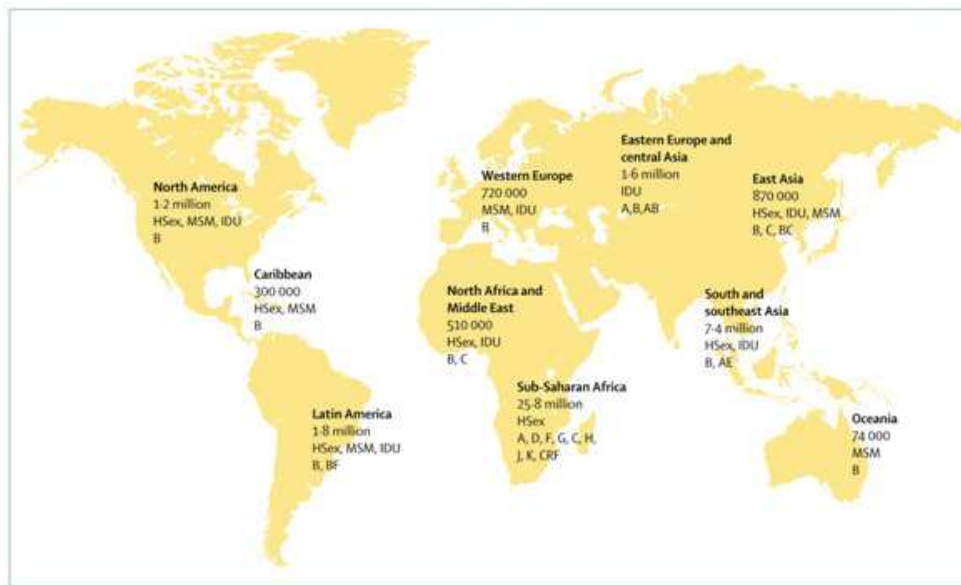 North America
1·2 million
HSex, MSM, IDU
B
Caribbean
300 000
HSex, MSM
B
Latin America
1·8 million
HSex, MSM, IDU
B, BF
Western Europe
720 000
MSM, IDU
B
North Africa and
Middle East
510 000
HSex, IDU
B, C
Sub-Saharan Africa
25·8 million
HSex
A, D, F, G, C, H,
J, K, CRF
Eastern Europe and
central Asia
1·6 million
IDU
A,B,AB
East Asia
870 000
HSex, IDU, MSM
B, C, BC
South and
southeast Asia
7·4 million
HSex, IDU
B, AE
Oceania
74 000
MSM
B